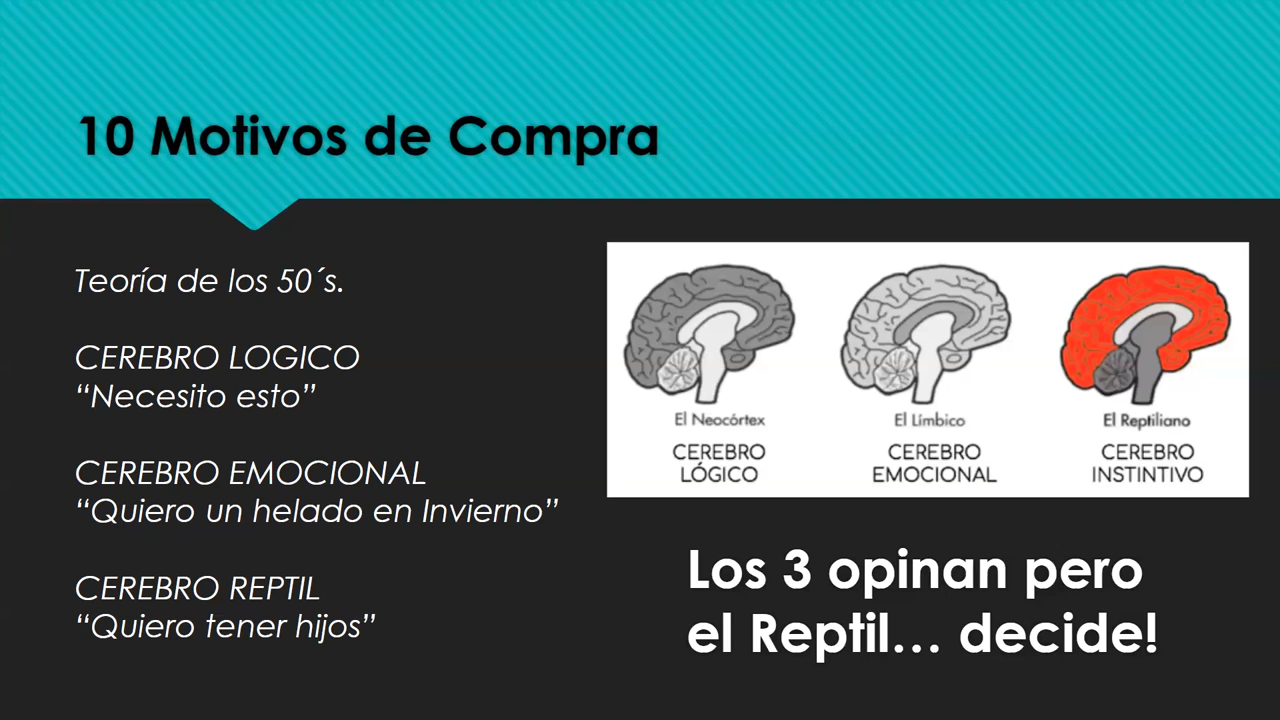 10 Motivos de Compra
Teoría de los 50´s.
CEREBRO LOGICO
“Necesito esto”
CEREBRO EMOCIONAL
“Quiero un helado en Invierno”
CEREBRO REPTIL
“Quiero tener hijos”
El Neocórtex
CEREBRO
LÓGICO
El Límbico
CEREBRO
EMOCIONAL
El Reptiliano
CEREBRO
INSTINTIVO
Los 3 opinan pero
el Reptil… decide!